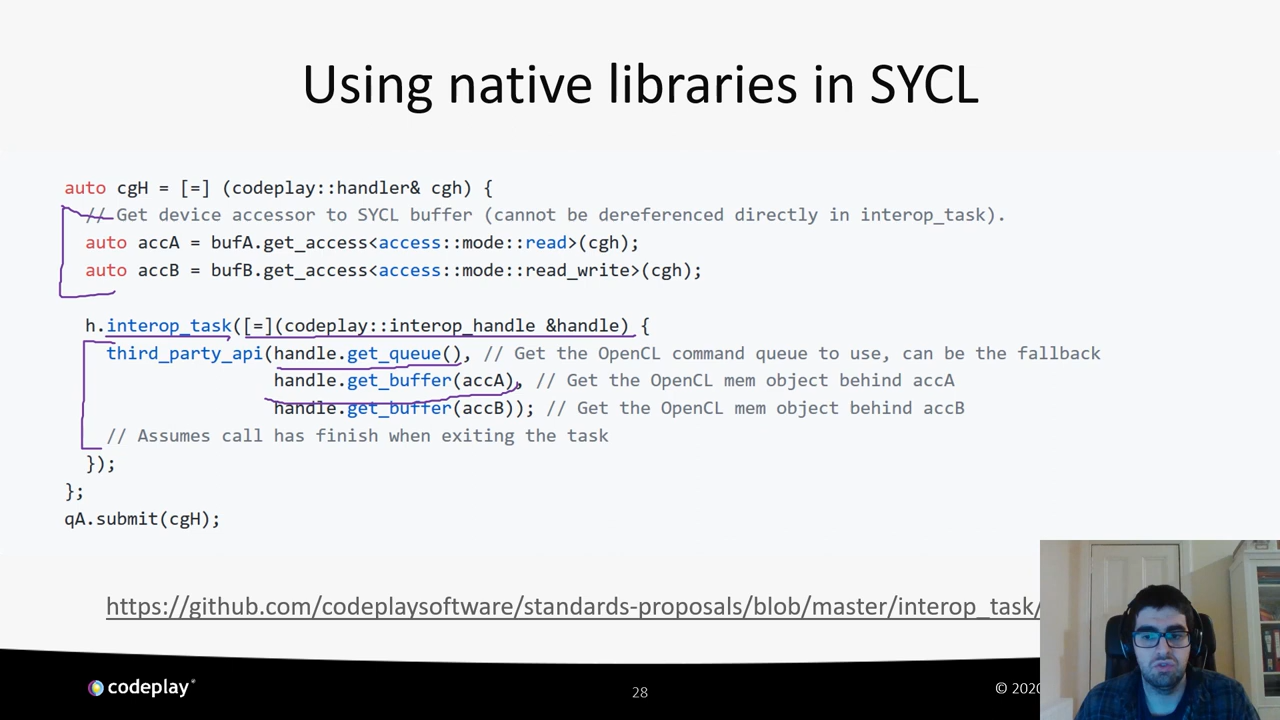 Using native libraries in SYCL
auto cgH = [=] (codeplay::handler& cgh) {
// Get device accessor to SYCL buffer (cannot be dereferenced directly in interop_task).
auto accA = bufA.get_access<access::mode::read>(cgh);
auto accB = bufB.get_access<access::mode::read_write>(cgh);
h.interop_task([=](codeplay::interop_handle &handle) {
third_party_api(handle.get_queue(), // Get the OpenCL command queue to use, can be the fallback
handle.get_buffer(accA), // Get the OpenCL mem object behind accA
handle.get_buffer(accB)); // Get the OpenCL mem object behind accB
// Assumes call has finish when exiting the task
});
};
qA.submit(cgH);
https://github.com/codeplaysoftware/standards-proposals/blob/master/interop_task/
codeplay®
28
© 2020